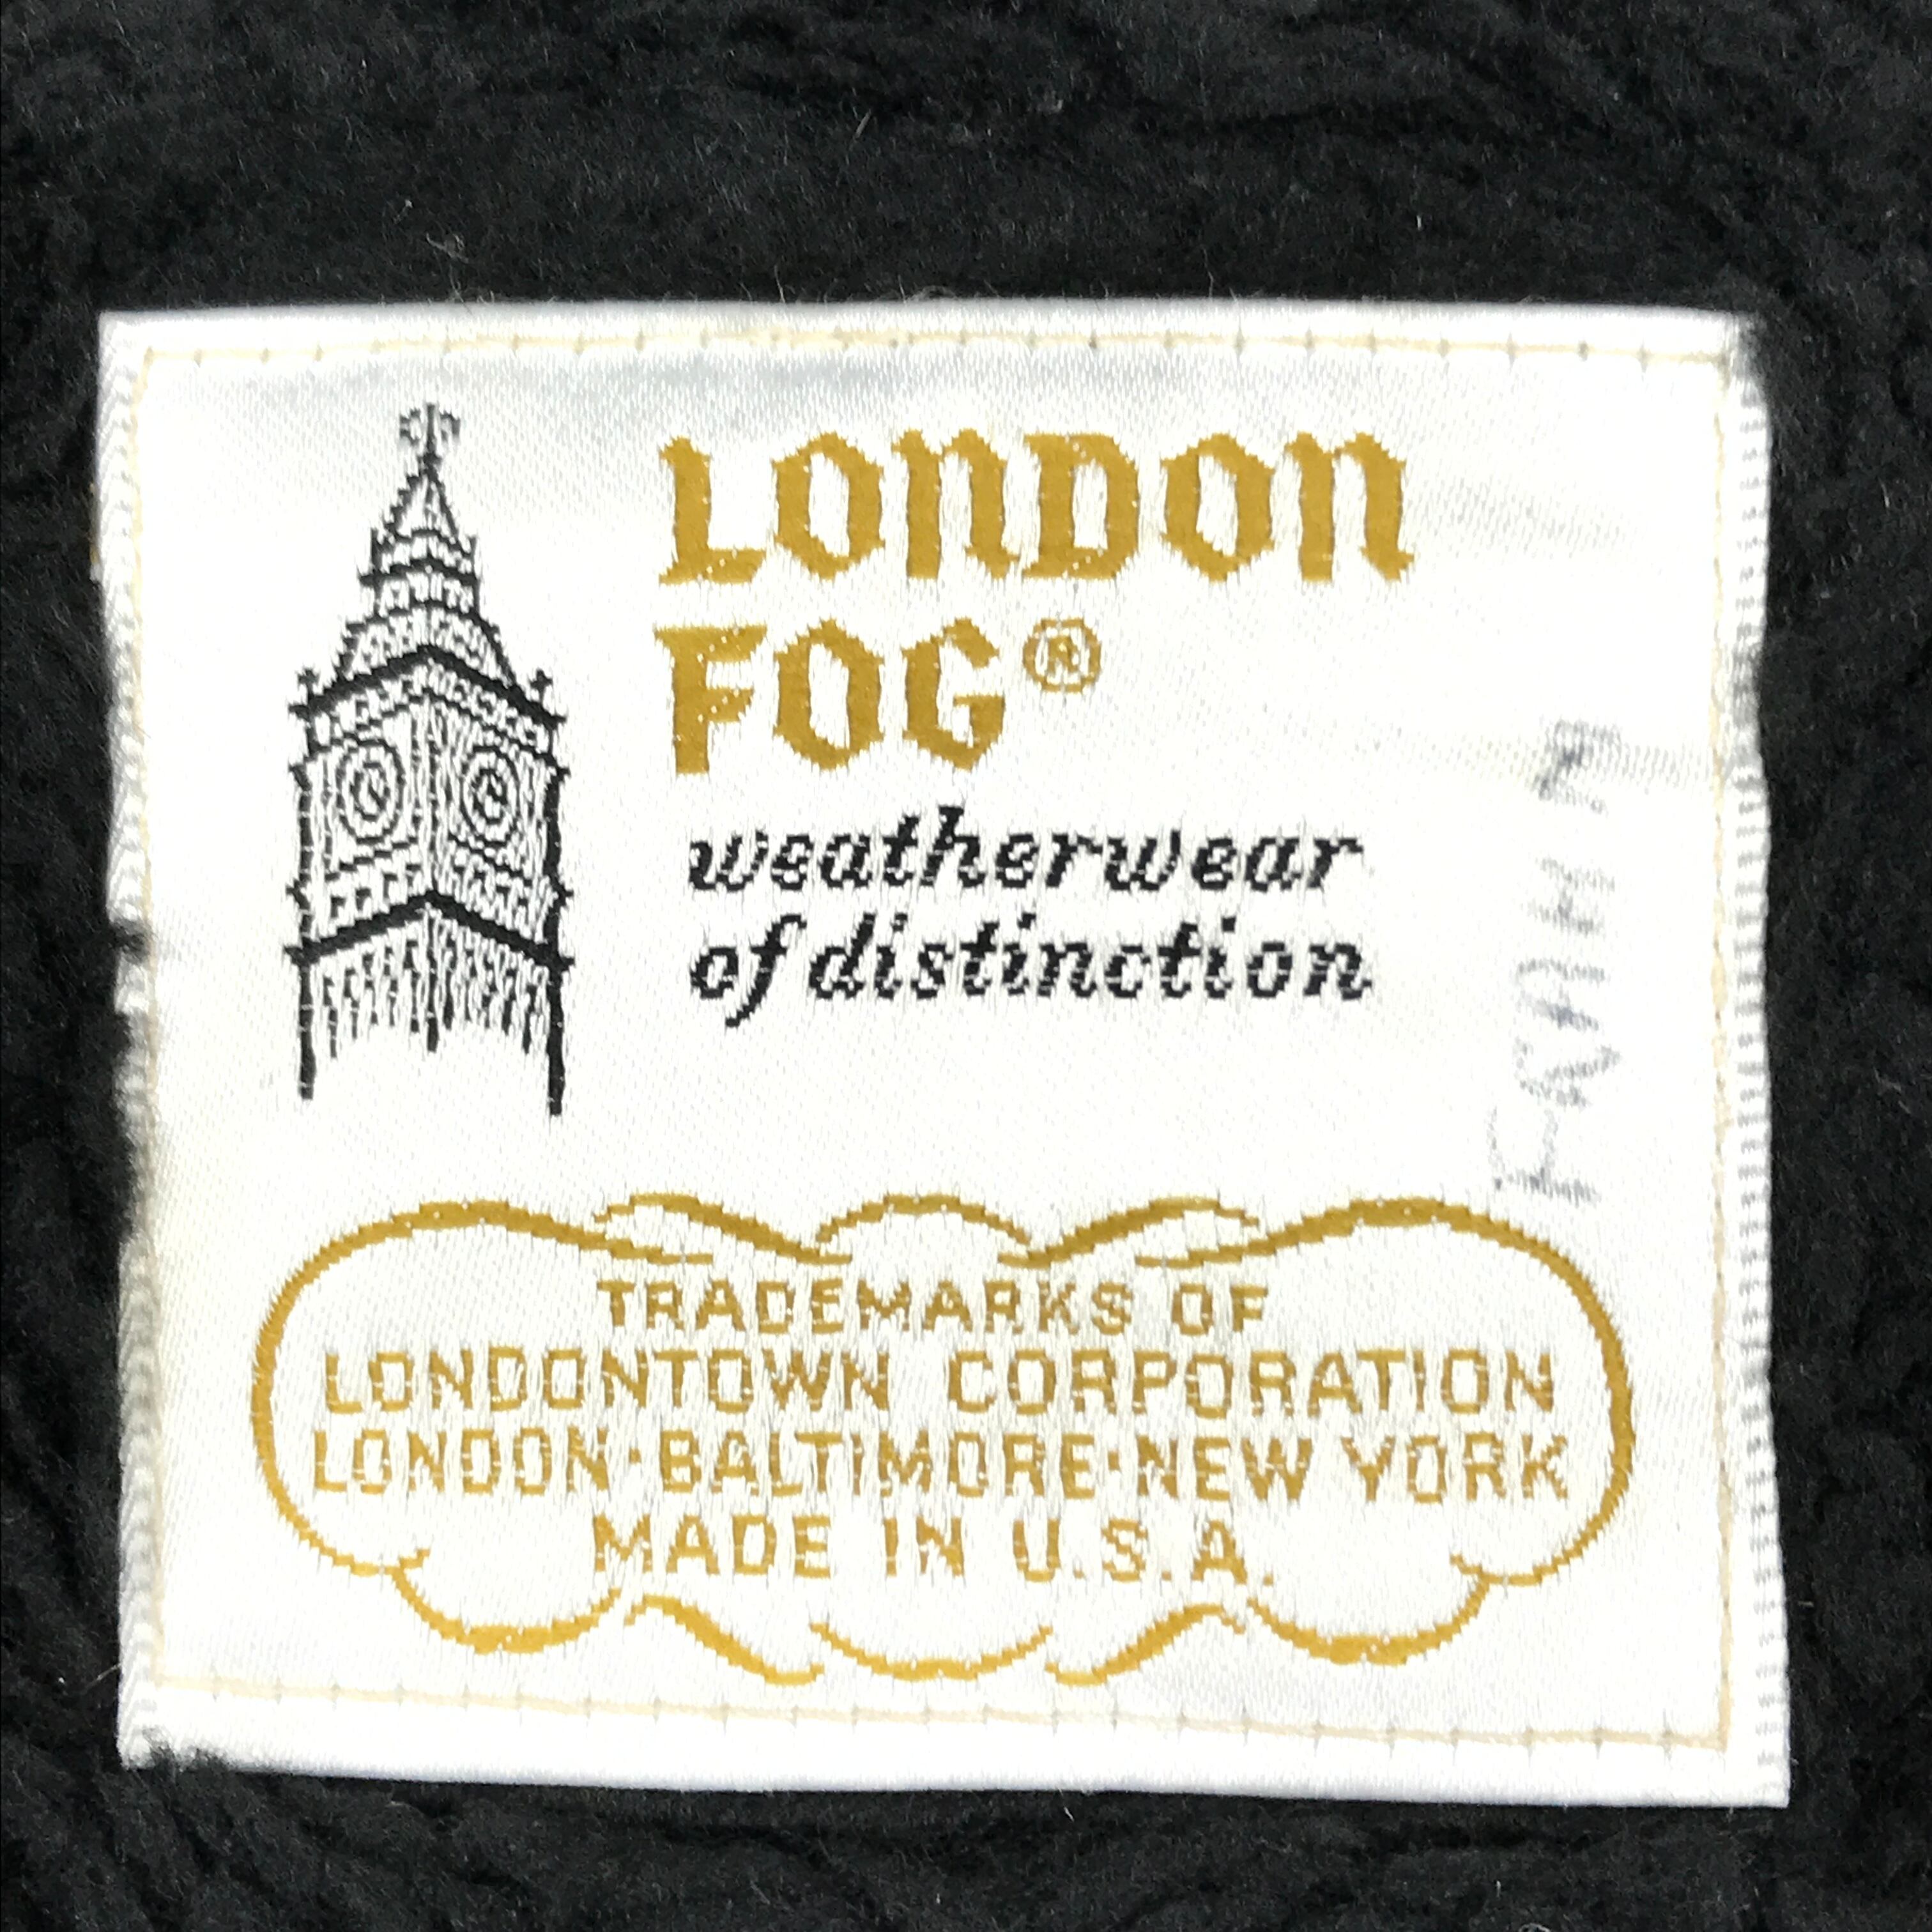 LONDON
FOG®
weatherwear
of distinction
TRADEMARKS OF
LONDONTOWN CORPORATION
LONDON·BALTIMORE·NEW YORK
MADE IN U.S.A.